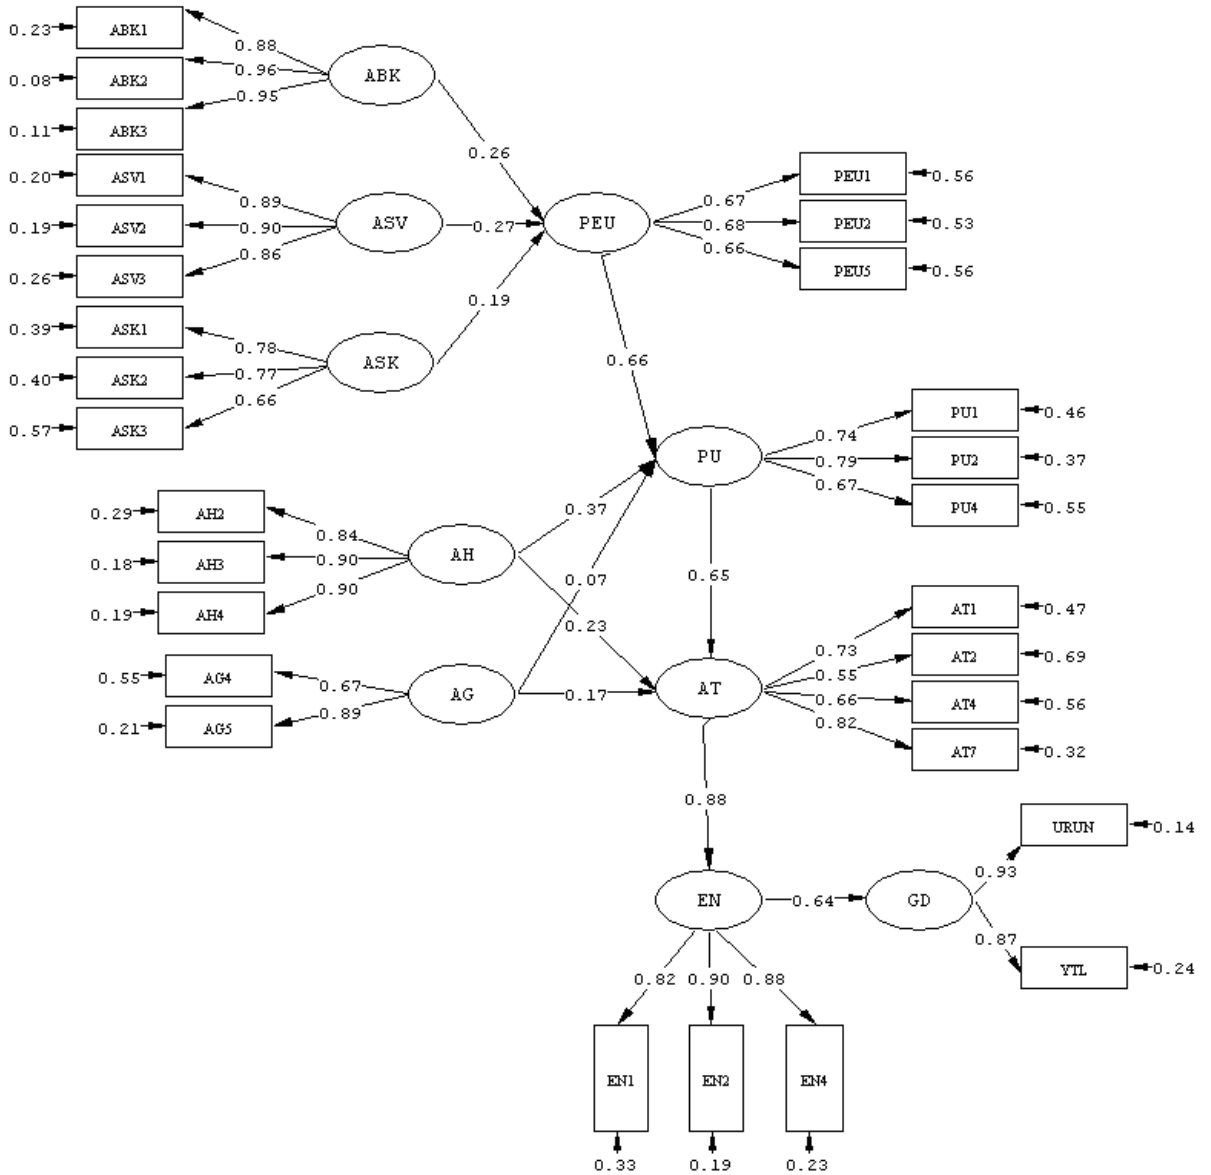 0.23 ABK1
0.88
0.08 ABK2
0.96
ABK
0.95
0.11 ABK3
0.26
0.20 ASV1
0.89
PEU1 0.56
0.67
0.19 ASV2
0.90
ASV
0.27
PEU
0.68
PEU2 0.53
0.86
0.66
0.26 ASV3
PEU5 0.56
0.19
0.39 ASK1
0.78
ASK
0.66
0.40 ASK2
0.77
0.66
0.57 ASK3
PU1 0.46
0.74
PU
0.79
PU2 0.37
0.67
PU4 0.55
0.29 AH2
0.37
0.84
0.18 AH3
0.90
AH
0.90
0.07
0.65
0.19 AH4
0.23
AT1 0.47
0.73
0.55 AG4
AT2 0.69
0.55
0.67
AG
0.17
AT
0.66
AT4 0.56
0.89
0.21 AG5
0.82
AT7 0.32
0.88
URUN 0.14
0.93
EN
0.64
GD
0.87
YTL 0.24
0.82 0.90 0.88
EN1 EN2 EN4
0.33 0.19 0.23